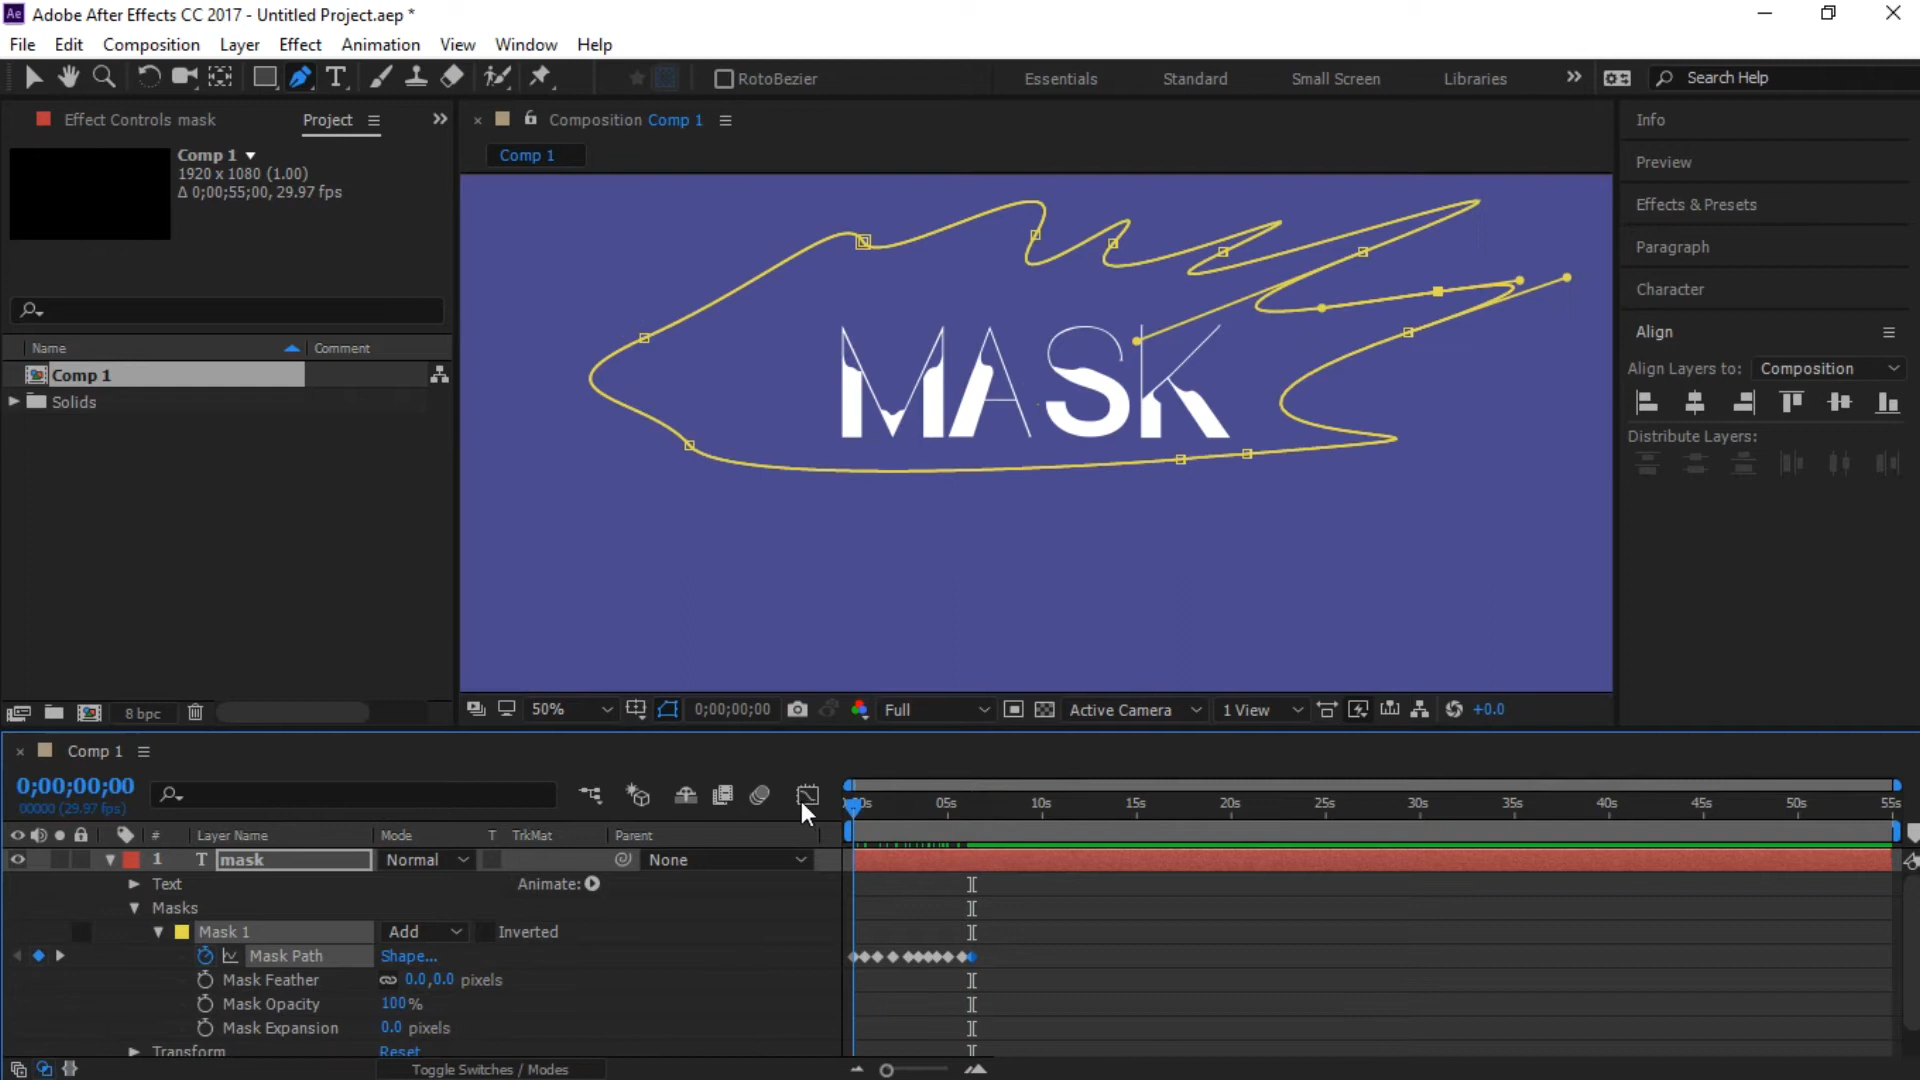 Ae Adobe After Effects CC 2017 - Untitled Project.aep *
File Edit Composition Layer Effect Animation View Window Help
T RotoBezier Essentials Standard Small Screen Libraries Search Help
Effect Controls mask Project
Comp 1
1920 x 1080 (1.00)
Δ 0;00;55;00, 29.97 fps
Name Comment
Comp 1
Solids
8 bpc
Composition Comp 1
Comp 1
MASK
50% 0;00;00;00 Full Active Camera 1 View +0.0
Info
Preview
Effects & Presets
Paragraph
Character
Align
Align Layers to: Composition
Distribute Layers:
Comp 1
0;00;00;00
00000 (29.97 fps)
05s 10s 15s 20s 25s 30s 35s 40s 45s 50s 55s
# Layer Name Mode T TrkMat Parent
1 T mask Normal None
Text Animate:
Masks
Mask 1 Add Inverted
Mask Path Shape...
Mask Feather 0.0,0.0 pixels
Mask Opacity 100%
Mask Expansion 0.0 pixels
Transform Reset
Toggle Switches / Modes